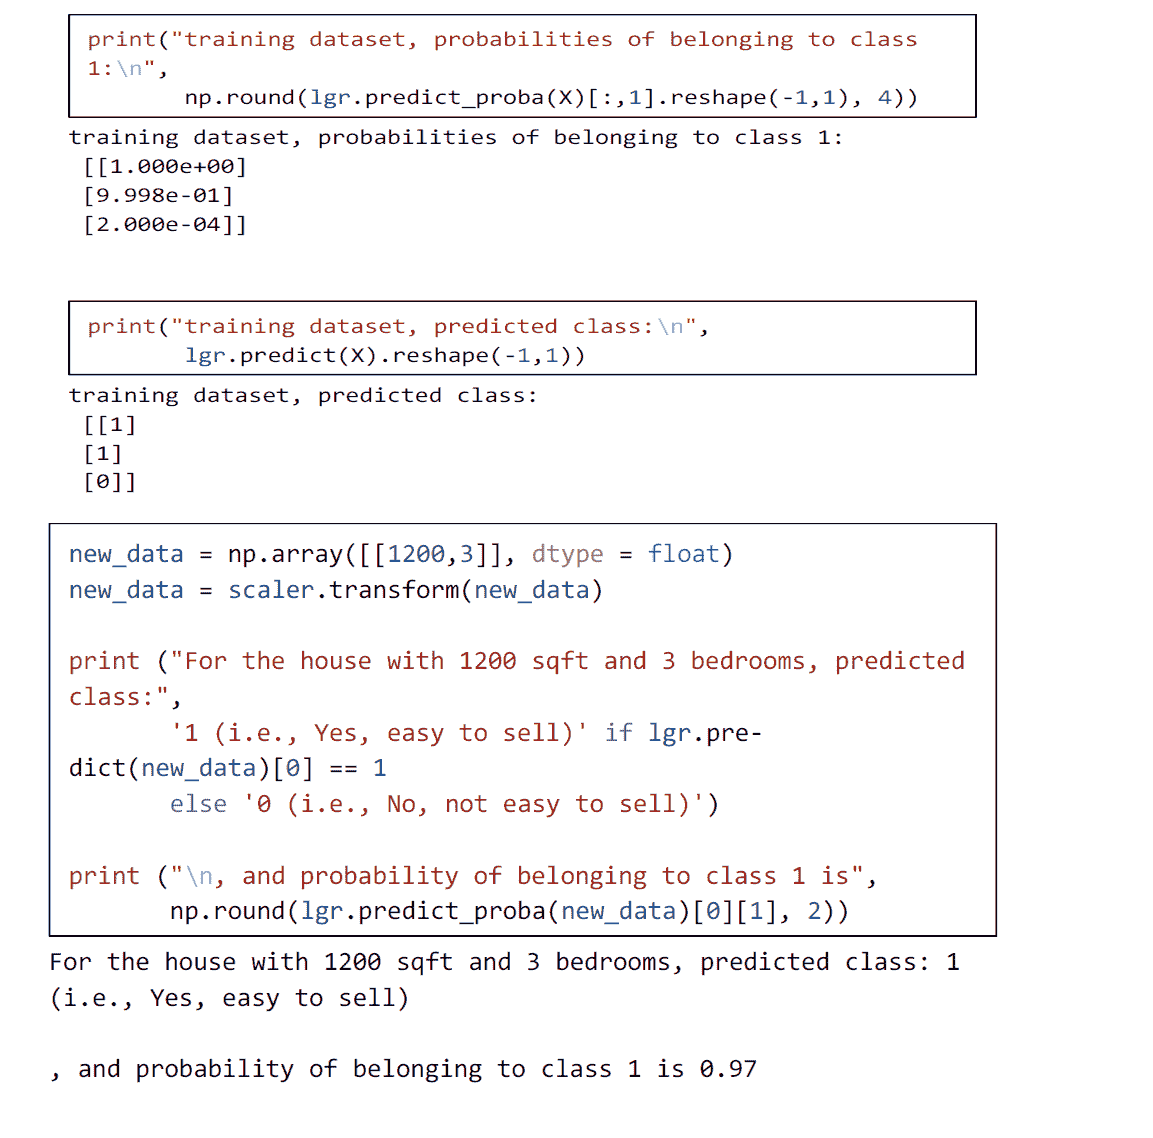 print("training dataset, probabilities of belonging to class
1:\n",
np.round(lgr.predict_proba(X)[:,1].reshape(-1,1), 4))
training dataset, probabilities of belonging to class 1:
[[1.000e+00]
[9.998e-01]
[2.000e-04]]
print("training dataset, predicted class:\n",
lgr.predict(X).reshape(-1,1))
training dataset, predicted class:
[[1]
[1]
[0]]
new_data = np.array([[1200,3]], dtype = float)
new_data = scaler.transform(new_data)
print ("For the house with 1200 sqft and 3 bedrooms, predicted
class:",
'1 (i.e., Yes, easy to sell)' if lgr.pre-
dict(new_data)[0] == 1
else '0 (i.e., No, not easy to sell)')
print ("\n, and probability of belonging to class 1 is",
np.round(lgr.predict_proba(new_data)[0][1], 2))
For the house with 1200 sqft and 3 bedrooms, predicted class: 1
(i.e., Yes, easy to sell)
, and probability of belonging to class 1 is 0.97